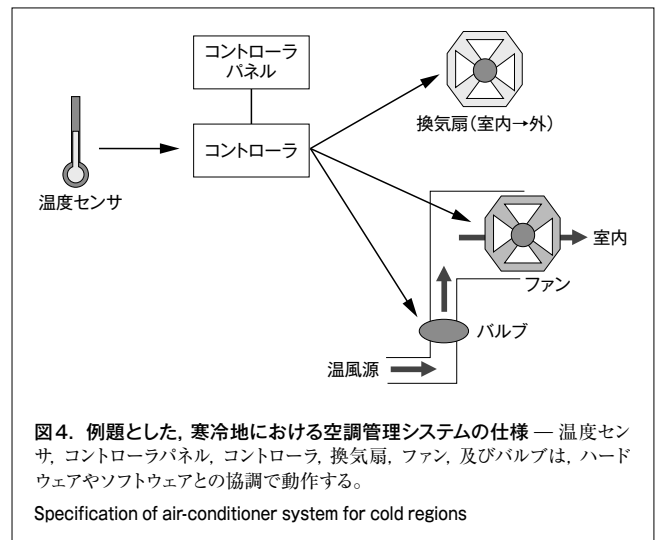 コントローラ
パネル
コントローラ
温度センサ
換気扇(室内→外)
室内
ファン
バルブ
温風源
図4. 例題とした,寒冷地における空調管理システムの仕様 — 温度セン
サ,コントローラパネル,コントローラ,換気扇,ファン,及びバルブは,ハード
ウェアやソフトウェアとの協調で動作する。
Specification of air-conditioner system for cold regions